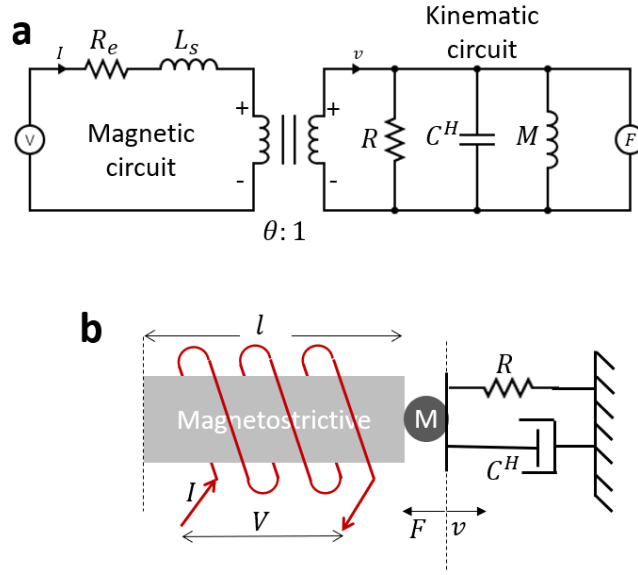 a
I
R_e
L_s
v
Kinematic
circuit
V
+
-
Magnetic
circuit
+
-
R
C^H
M
F
θ: 1
b
l
Magnetostrictive
M
R
C^H
I
V
F
v